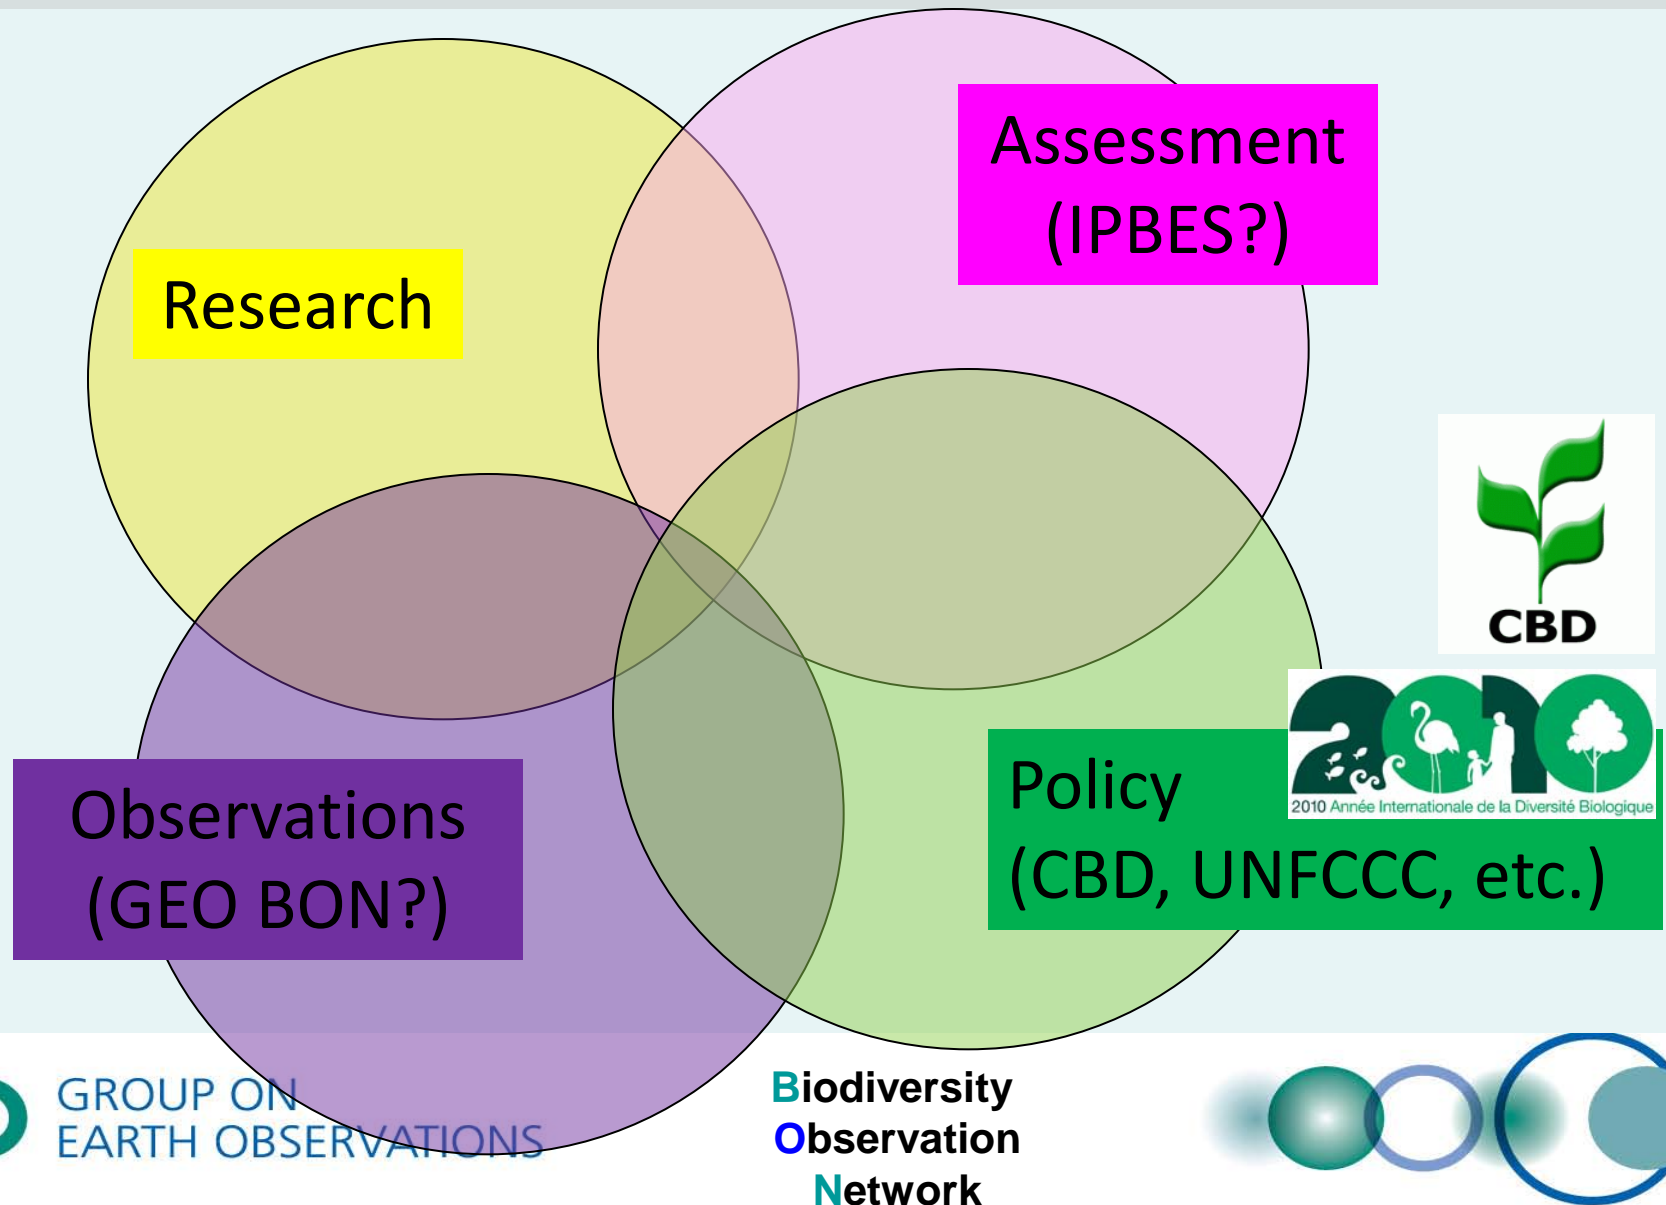 Research
Assessment
(IPBES?)
CBD
2010
2010 Année Internationale de la Diversité Biologique
Policy
(CBD, UNFCCC, etc.)
Observations
(GEO BON?)
GROUP ON
EARTH OBSERVATIONS
Biodiversity
Observation
Network